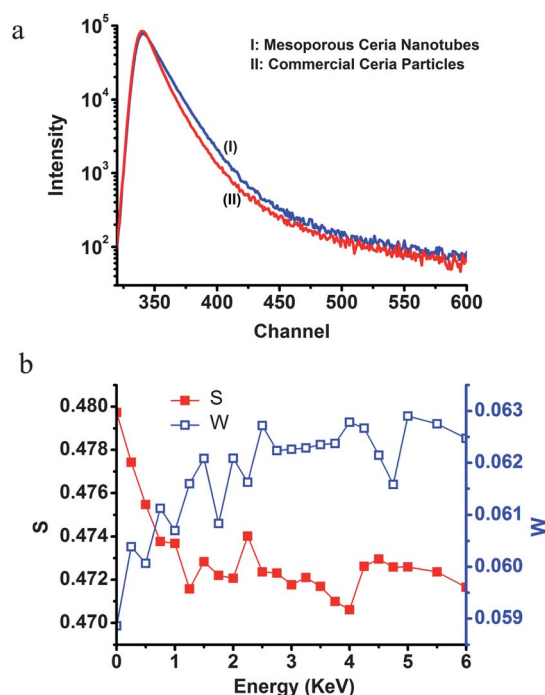 a
10^5
10^4
10^3
10^2
Intensity
I: Mesoporous Ceria Nanotubes
II: Commercial Ceria Particles
(I)
(II)
350 400 450 500 550 600
Channel
b
S
W
0.480
0.478
0.476
0.474
0.472
0.470
S
0.063
0.062
0.061
0.060
0.059
W
0 1 2 3 4 5 6
Energy (KeV)